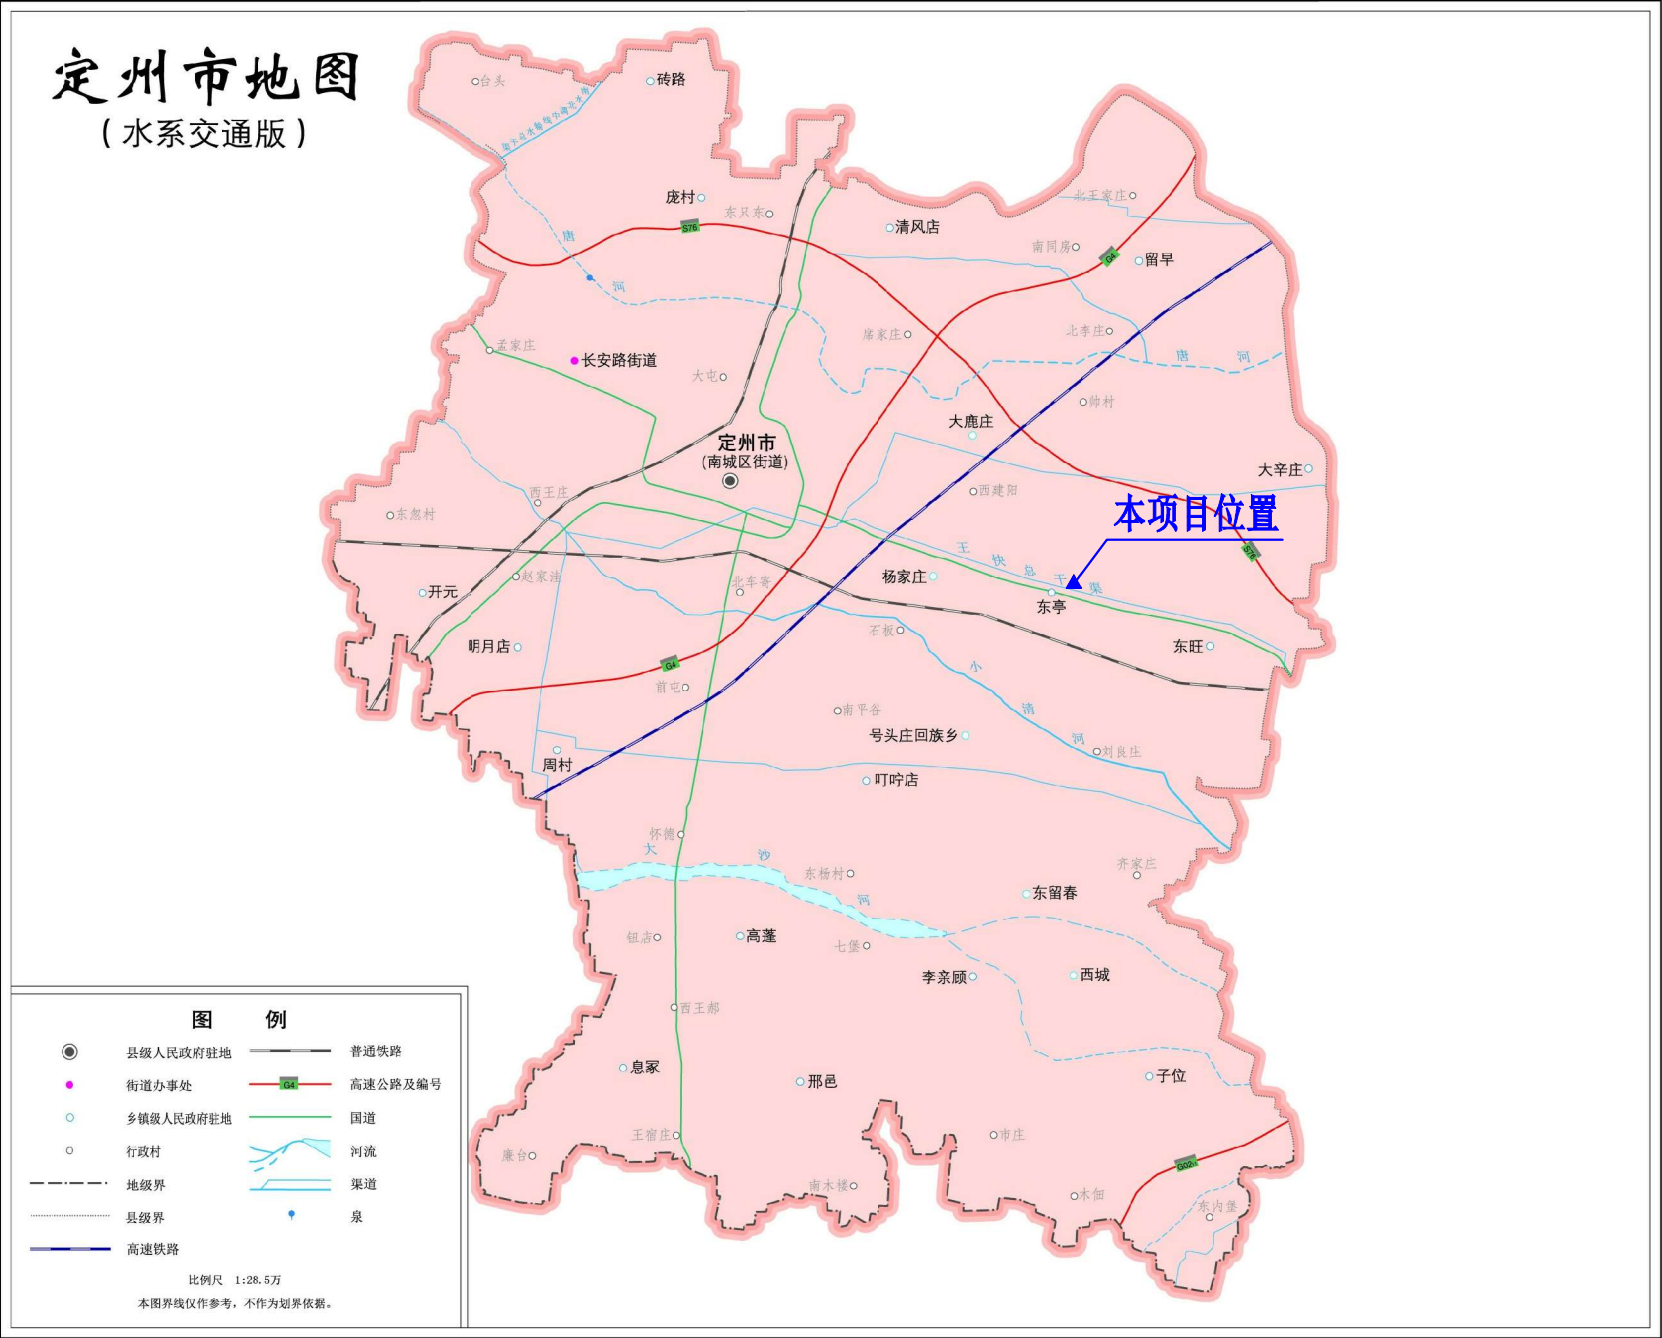 定州市地图
(水系交通版)
台头
砖路
庞村
东只东
清风店
北王家庄
南同房
G4
留早
S76
唐
河
孟家庄
长安路街道
大屯
席家庄
北李庄
唐 河
帅村
大鹿庄
定州市
(南城区街道)
大辛庄
西王庄
东忽村
西建阳
本项目位置
S76
王快总干渠
赵家洼
开元
北车寄
杨家庄
东亭
石板
明月店
东旺
G4
前屯
小清河
南平谷
号头庄回族乡
刘良庄
周村
叮咛店
怀德
大沙河
东杨村
齐家庄
东留春
钮店
高蓬
七堡
李亲顾
西城
西王郝
息冢
邢邑
子位
王宿庄
市庄
廉台
南木楼
木佃
东内堡
图 例
县级人民政府驻地
普通铁路
街道办事处
G4
高速公路及编号
乡镇级人民政府驻地
国道
行政村
河流
地级界
渠道
县级界
泉
高速铁路
比例尺 1:28.5万
本图界线仅作参考，不作为划界依据。